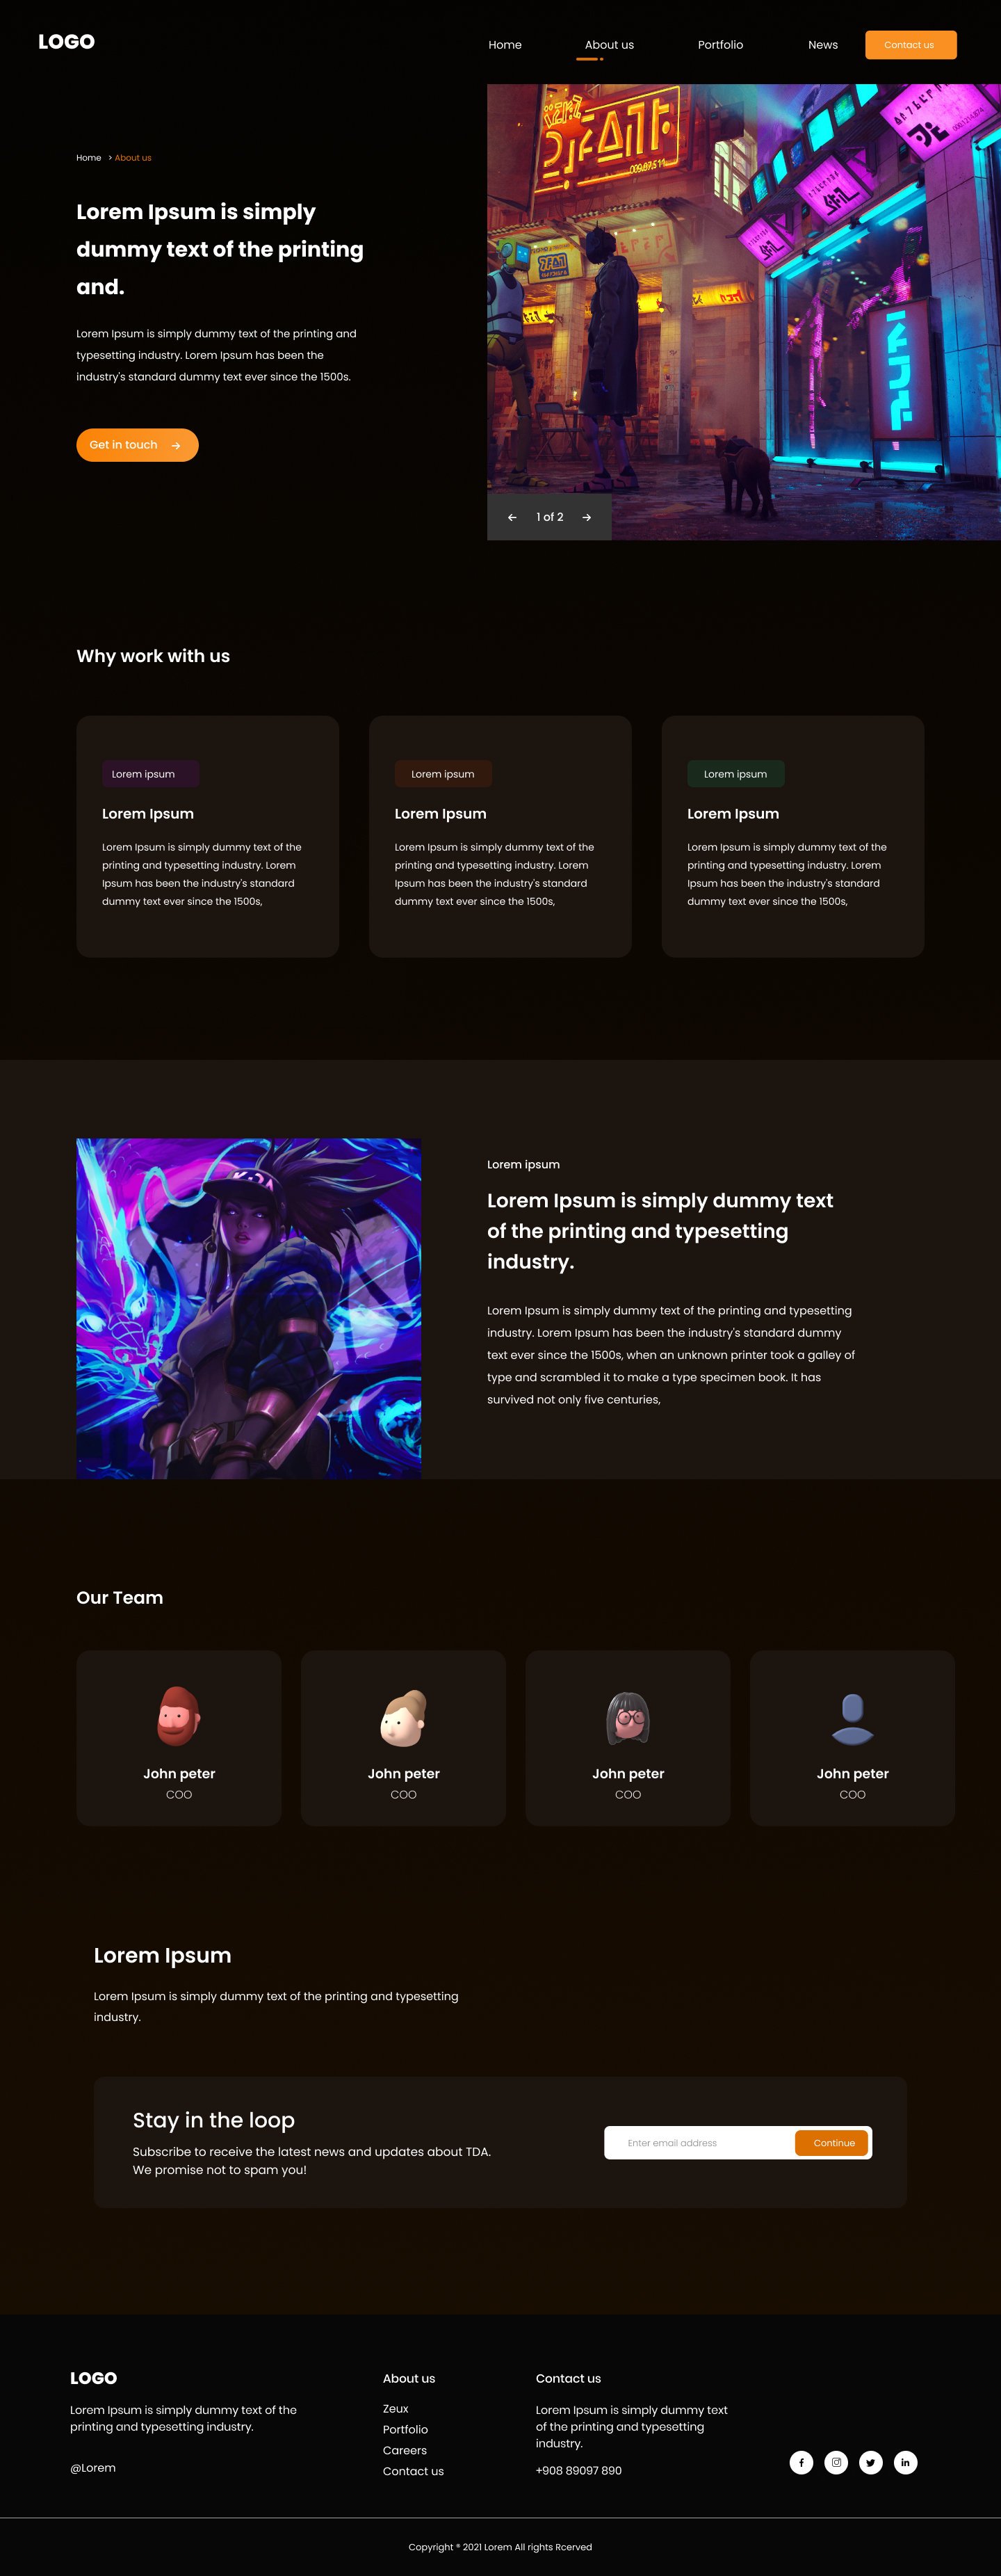 LOGO
Home
About us
Portfolio
News
Contact us
Home > About us
Lorem Ipsum is simply
dummy text of the printing
and.
Lorem Ipsum is simply dummy text of the printing and
typesetting industry. Lorem Ipsum has been the
industry's standard dummy text ever since the 1500s.
Get in touch →
← 1 of 2 →
Why work with us
Lorem ipsum
Lorem Ipsum
Lorem Ipsum is simply dummy text of the
printing and typesetting industry. Lorem
Ipsum has been the industry's standard
dummy text ever since the 1500s,
Lorem ipsum
Lorem Ipsum
Lorem Ipsum is simply dummy text of the
printing and typesetting industry. Lorem
Ipsum has been the industry's standard
dummy text ever since the 1500s,
Lorem ipsum
Lorem Ipsum
Lorem Ipsum is simply dummy text of the
printing and typesetting industry. Lorem
Ipsum has been the industry's standard
dummy text ever since the 1500s,
Lorem ipsum
Lorem Ipsum is simply dummy text
of the printing and typesetting
industry.
Lorem Ipsum is simply dummy text of the printing and typesetting
industry. Lorem Ipsum has been the industry's standard dummy
text ever since the 1500s, when an unknown printer took a galley of
type and scrambled it to make a type specimen book. It has
survived not only five centuries,
Our Team
John peter
COO
John peter
COO
John peter
COO
John peter
COO
Lorem Ipsum
Lorem Ipsum is simply dummy text of the printing and typesetting
industry.
Stay in the loop
Subscribe to receive the latest news and updates about TDA.
We promise not to spam you!
Enter email address
Continue
LOGO
Lorem Ipsum is simply dummy text of the
printing and typesetting industry.
@Lorem
About us
Zeux
Portfolio
Careers
Contact us
Contact us
Lorem Ipsum is simply dummy text
of the printing and typesetting
industry.
+908 89097 890
Copyright ® 2021 Lorem All rights Rcerved